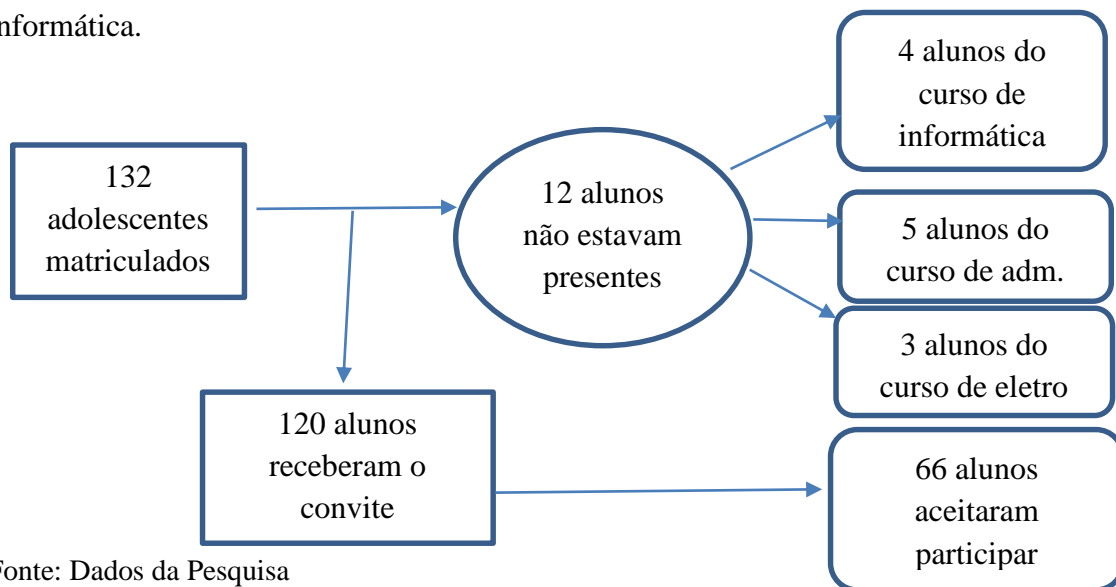 nformática.
4 alunos do
curso de
informática
132
adolescentes
matriculados
12 alunos
não estavam
presentes
5 alunos do
curso de adm.
3 alunos do
curso de eletro
120 alunos
receberam o
convite
66 alunos
aceitaram
participar
Fonte: Dados da Pesquisa